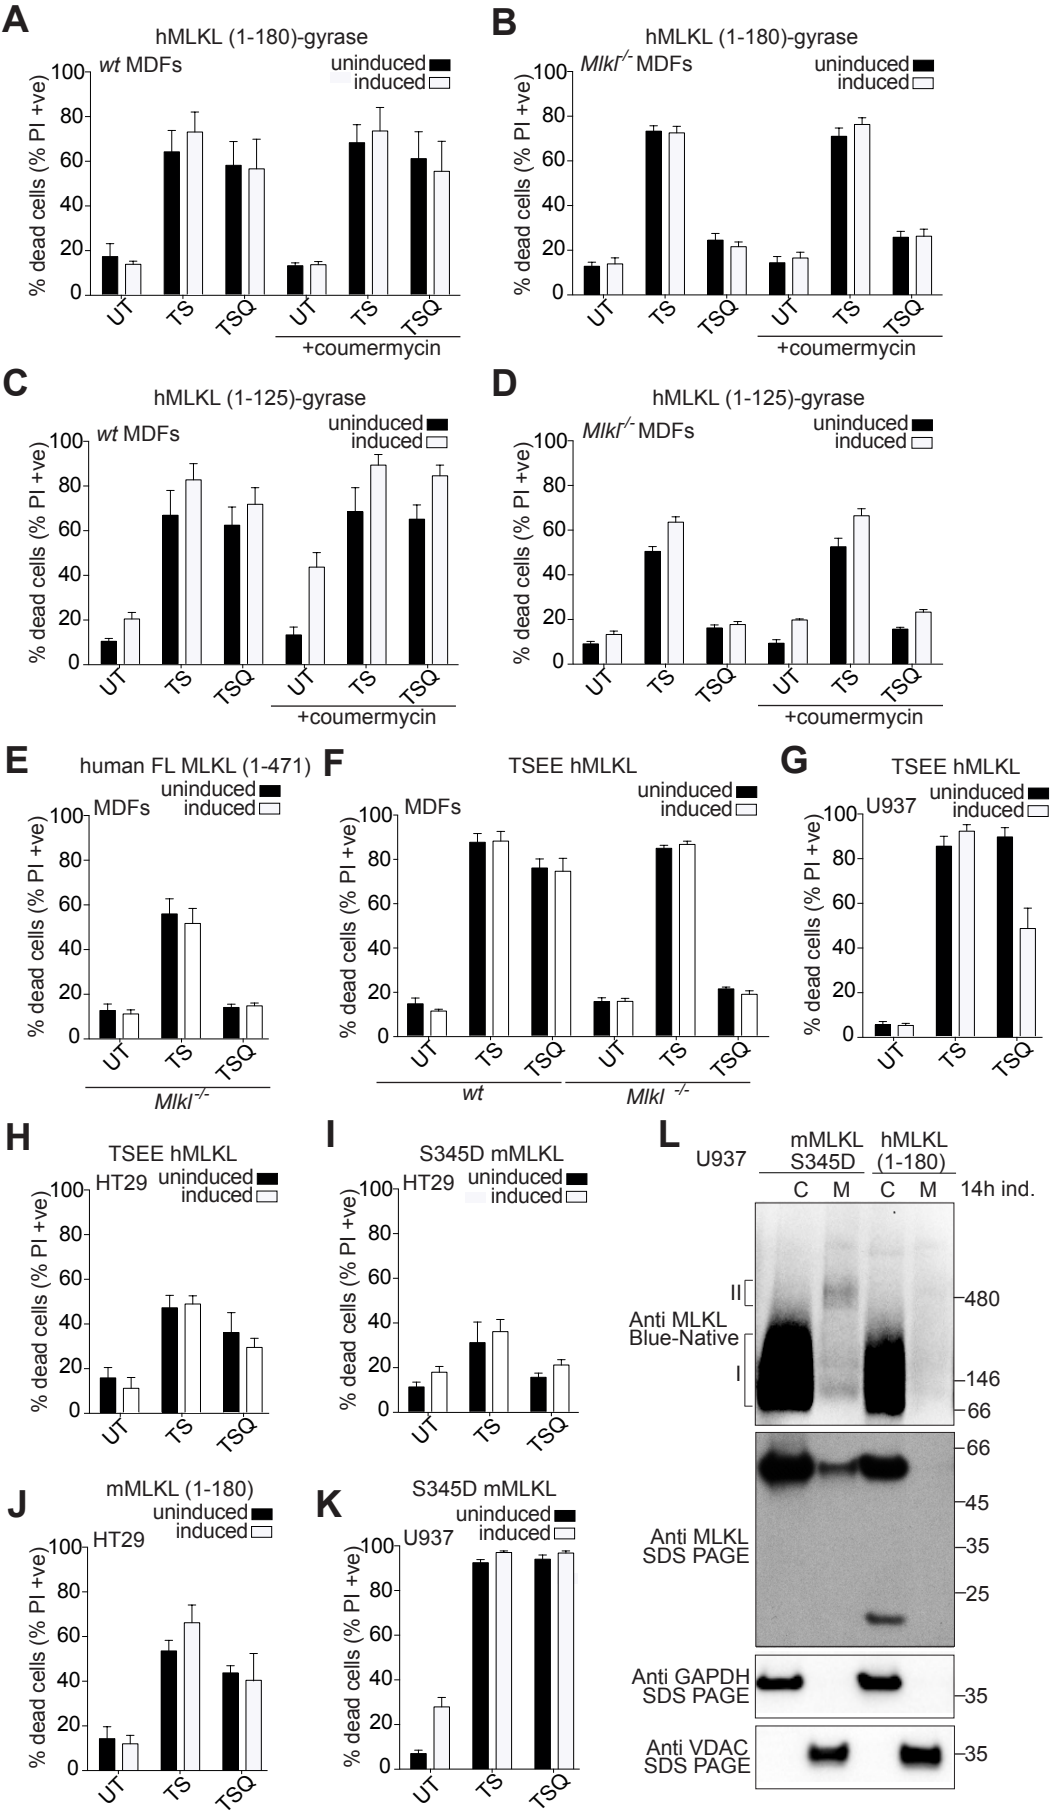 A
hMLKL (1-180)-gyrase
wt MDFs
uninduced
induced
% dead cells (% PI +ve)
100
80
60
40
20
0
UT
TS
TSQ
UT
TS
TSQ
+coumermycin
B
hMLKL (1-180)-gyrase
Mlkl-/- MDFs
uninduced
induced
% dead cells (% PI +ve)
100
80
60
40
20
0
UT
TS
TSQ
UT
TS
TSQ
+coumermycin
C
hMLKL (1-125)-gyrase
wt MDFs
uninduced
induced
% dead cells (% PI +ve)
100
80
60
40
20
0
UT
TS
TSQ
UT
TS
TSQ
+coumermycin
D
hMLKL (1-125)-gyrase
Mlkl-/- MDFs
uninduced
induced
% dead cells (% PI +ve)
100
80
60
40
20
0
UT
TS
TSQ
UT
TS
TSQ
+coumermycin
E
human FL MLKL (1-471)
MDFs
uninduced
induced
% dead cells (% PI +ve)
100
80
60
40
20
0
UT
TS
TSQ
Mlkl -/-
F
TSEE hMLKL
MDFs
uninduced
induced
% dead cells (% PI +ve)
100
80
60
40
20
0
UT
TS
TSQ
UT
TS
TSQ
wt
Mlkl -/-
G
TSEE hMLKL
U937
uninduced
induced
% dead cells (% PI +ve)
100
80
60
40
20
0
UT
TS
TSQ
H
TSEE hMLKL
HT29
uninduced
induced
% dead cells (% PI +ve)
100
80
60
40
20
0
UT
TS
TSQ
I
S345D mMLKL
HT29
uninduced
induced
% dead cells (% PI +ve)
100
80
60
40
20
0
UT
TS
TSQ
J
mMLKL (1-180)
HT29
uninduced
induced
% dead cells (% PI +ve)
100
80
60
40
20
0
UT
TS
TSQ
K
S345D mMLKL
U937
uninduced
induced
% dead cells (% PI +ve)
100
80
60
40
20
0
UT
TS
TSQ
L
U937
mMLKL
S345D
hMLKL
(1-180)
C M C M 14h ind.
II
I
Anti MLKL
Blue-Native
480
146
66
66
45
35
25
Anti MLKL
SDS PAGE
Anti GAPDH
SDS PAGE
35
Anti VDAC
SDS PAGE
35